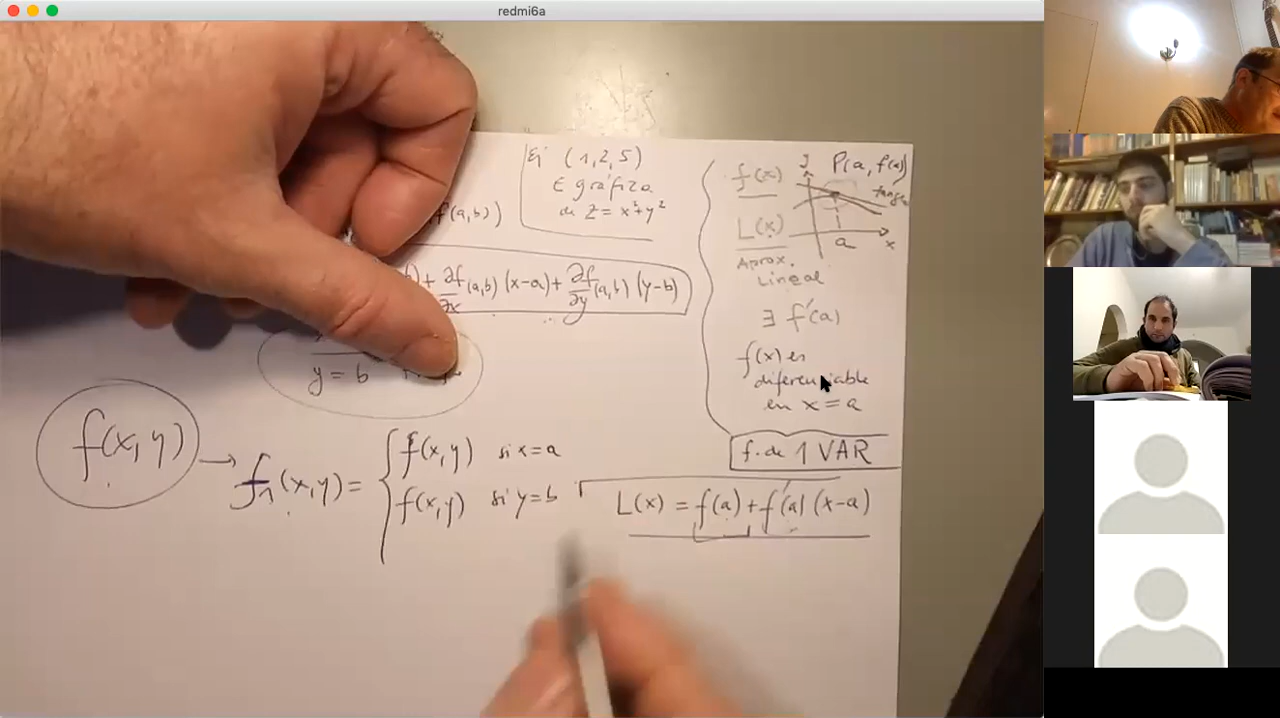 redmi6a
Ej (1,2,5)
∈ gráfica
de z = x²+y²
f(a,b))
) + ∂f/∂x (a,b) (x-a) + ∂f/∂y (a,b) (y-b)
y = b
f(x)
L(x)
Aprox.
Lineal
y P(a, f(a))
a x
∃ f'(a)
f(x) es
diferenciable
en x = a
f. de 1 VAR
L(x) = f(a) + f'(a) (x-a)
f(x,y) → f₁(x,y) = { f(x,y) si x=a
f(x,y) si y=b